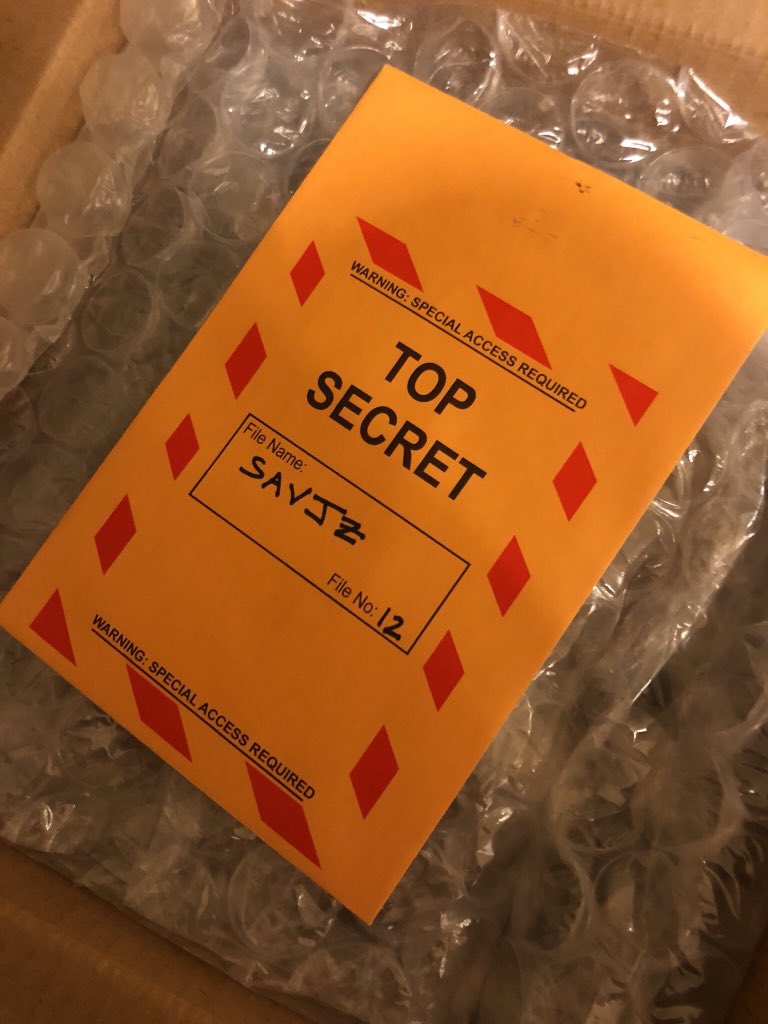 WARNING: SPECIAL ACCESS REQUIRED
TOP
SECRET
File Name:
SAVJZ
File No: 12
WARNING: SPECIAL ACCESS REQUIRED